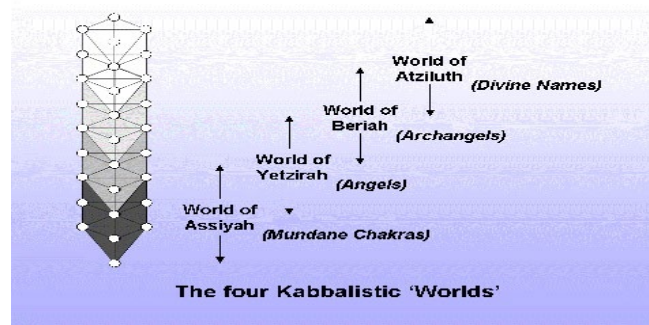 World of
Atziluth
(Divine Names)
World of
Beriah
(Archangels)
World of
Yetzirah
(Angels)
World of
Assiyah
(Mundane Chakras)
The four Kabbalistic 'Worlds'